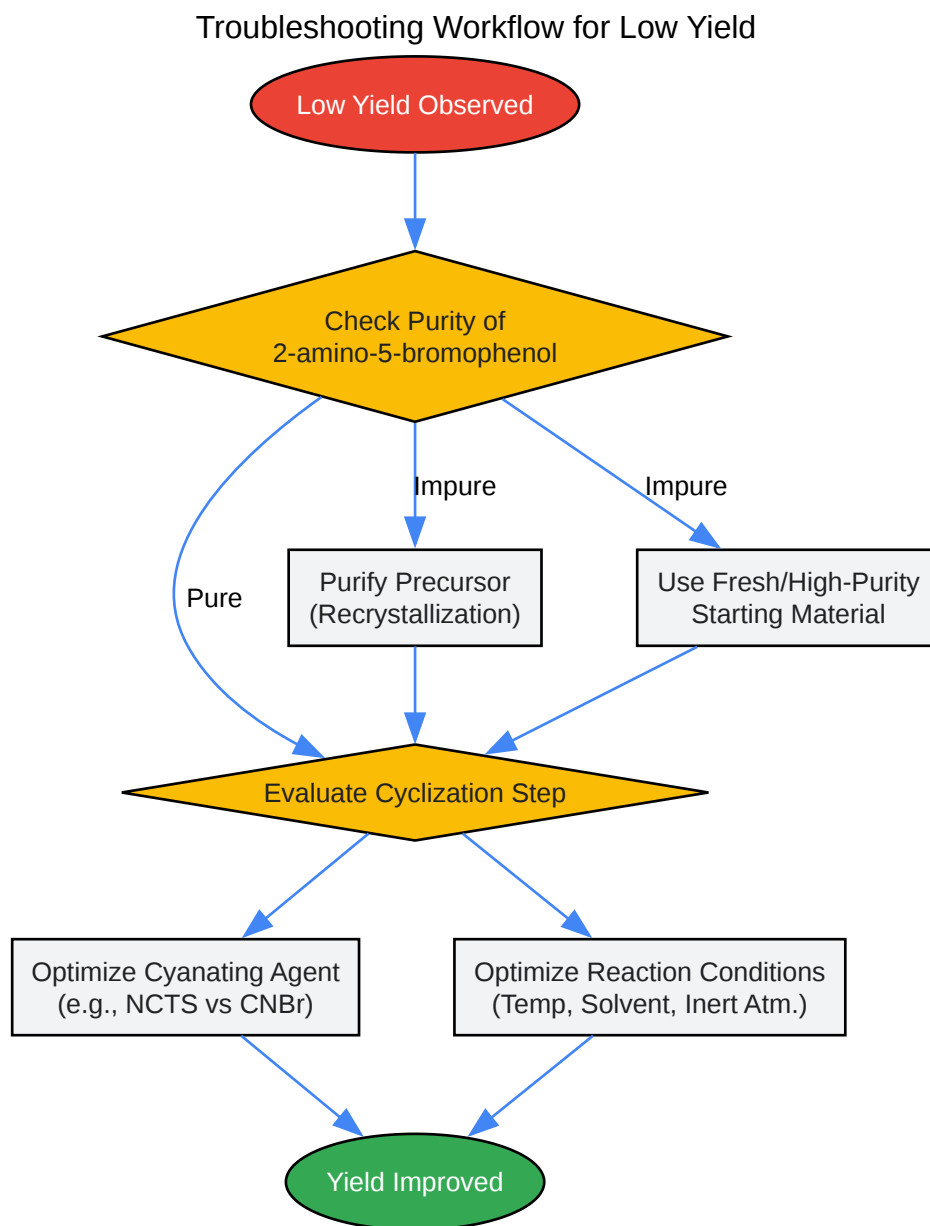 Troubleshooting Workflow for Low Yield
Low Yield Observed
Check Purity of
2-amino-5-bromophenol
Impure
Impure
Pure
Purify Precursor
(Recrystallization)
Use Fresh/High-Purity
Starting Material
Evaluate Cyclization Step
Optimize Cyanating Agent
(e.g., NCTS vs CNBr)
Optimize Reaction Conditions
(Temp, Solvent, Inert Atm.)
Yield Improved